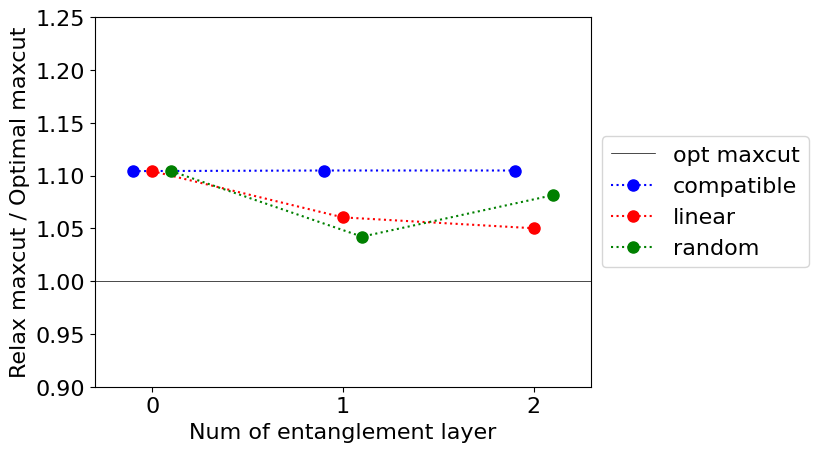 Relax maxcut / Optimal maxcut
1.25
1.20
1.15
1.10
1.05
1.00
0.95
0.90
0
1
2
Num of entanglement layer
opt maxcut
compatible
linear
random